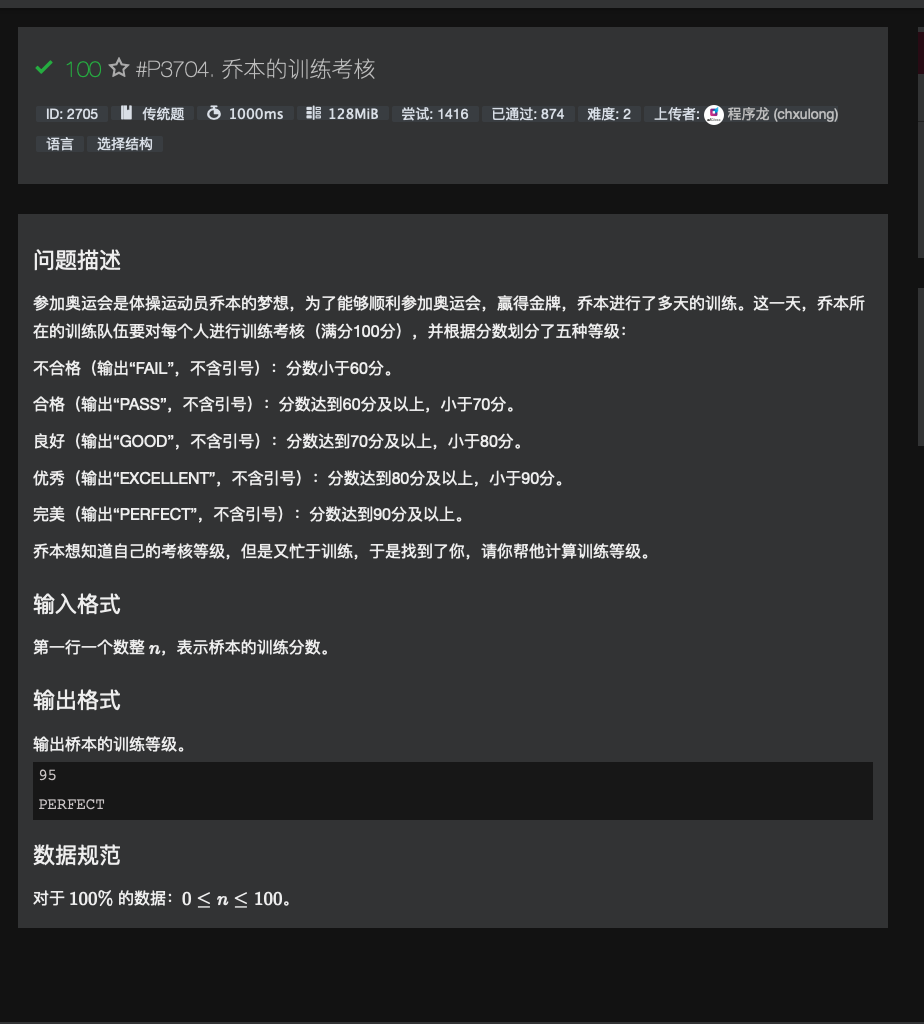 100 #P3704. 乔本的训练考核
ID: 2705 传统题 1000ms 128MiB 尝试: 1416 已通过: 874 难度: 2 上传者: 程序龙 (chxulong)
语言 选择结构
问题描述
参加奥运会是体操运动员乔本的梦想，为了能够顺利参加奥运会，赢得金牌，乔本进行了多天的训练。这一天，乔本所
在的训练队伍要对每个人进行训练考核（满分100分），并根据分数划分了五种等级：
不合格（输出“FAIL”，不含引号）：分数小于60分。
合格（输出“PASS”，不含引号）：分数达到60分及以上，小于70分。
良好（输出“GOOD”，不含引号）：分数达到70分及以上，小于80分。
优秀（输出“EXCELLENT”，不含引号）：分数达到80分及以上，小于90分。
完美（输出“PERFECT”，不含引号）：分数达到90分及以上。
乔本想知道自己的考核等级，但是又忙于训练，于是找到了你，请你帮他计算训练等级。
输入格式
第一行一个数整 n，表示桥本的训练分数。
输出格式
输出桥本的训练等级。
95
PERFECT
数据规范
对于 100% 的数据：0 ≤ n ≤ 100。